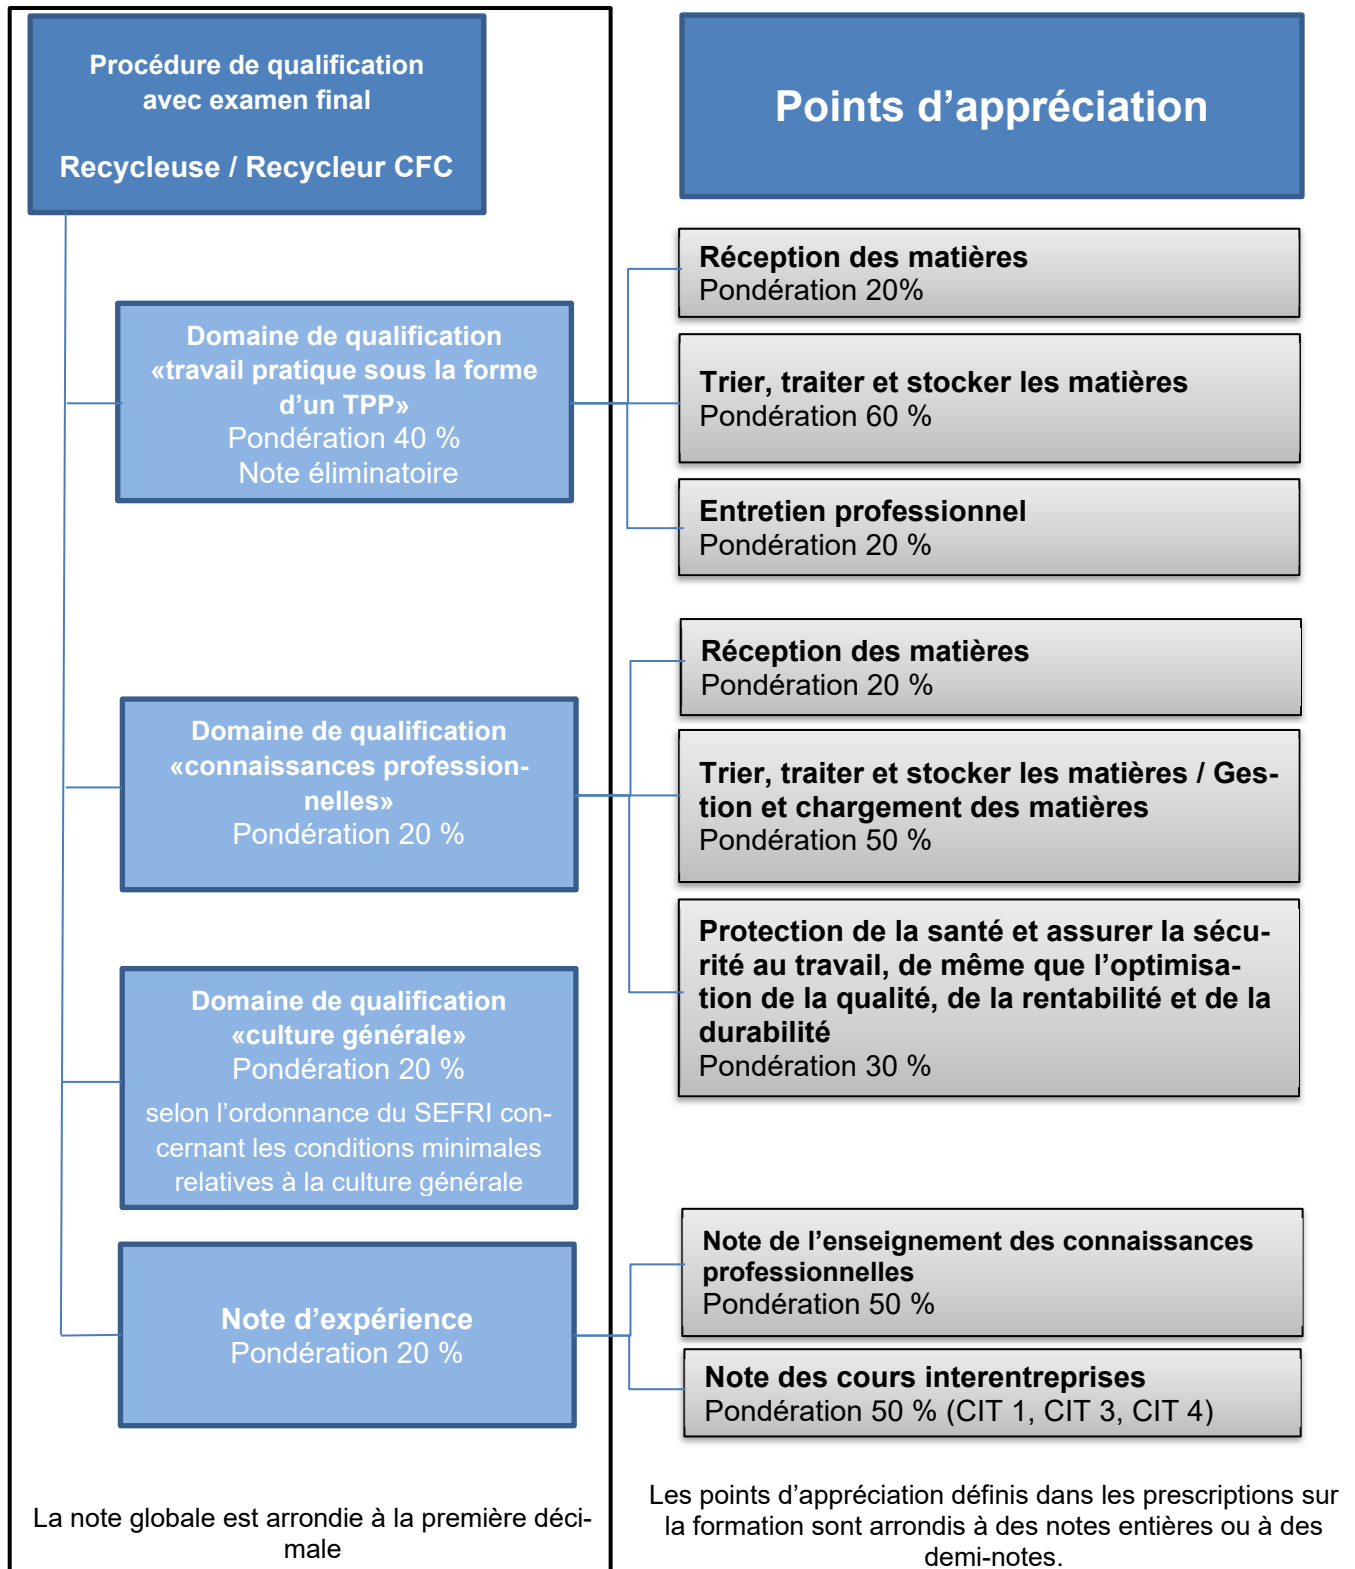 Procédure de qualification
avec examen final
Recycleuse / Recycleur CFC
Points d’appréciation
Domaine de qualification
«travail pratique sous la forme
d’un TPP»
Pondération 40 %
Note éliminatoire
Réception des matières
Pondération 20%
Trier, traiter et stocker les matières
Pondération 60 %
Entretien professionnel
Pondération 20 %
Domaine de qualification
«connaissances profession-
nelles»
Pondération 20 %
Réception des matières
Pondération 20 %
Trier, traiter et stocker les matières / Ges-
tion et chargement des matières
Pondération 50 %
Protection de la santé et assurer la sécu-
rité au travail, de même que l’optimisa-
tion de la qualité, de la rentabilité et de la
durabilité
Pondération 30 %
Domaine de qualification
«culture générale»
Pondération 20 %
selon l’ordonnance du SEFRI con-
cernant les conditions minimales
relatives à la culture générale
Note d’expérience
Pondération 20 %
Note de l’enseignement des connaissances
professionnelles
Pondération 50 %
Note des cours interentreprises
Pondération 50 % (CIT 1, CIT 3, CIT 4)
La note globale est arrondie à la première déci-
male
Les points d’appréciation définis dans les prescriptions sur
la formation sont arrondis à des notes entières ou à des
demi-notes.